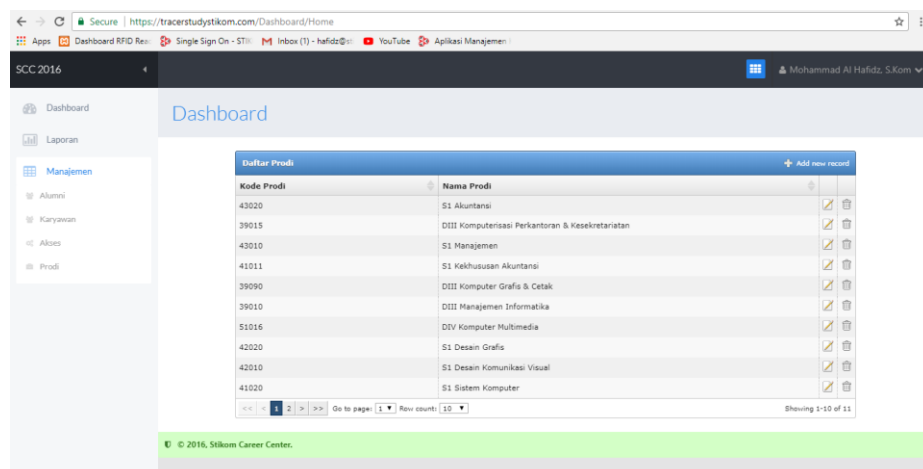 Secure | https://tracerstudystikom.com/Dashboard/Home
Apps Dashboard RFID Rea Single Sign On - STIK Inbox (1) - hafidz@st YouTube Aplikasi Manajemen
SCC 2016 Mohammad Al Hafidz, S.Kom
Dashboard
Laporan
Manajemen
Alumni
Karyawan
Akses
Prodi
Dashboard
Daftar Prodi Add new record
Kode Prodi Nama Prodi
43020 S1 Akuntansi
39015 DIII Komputerisasi Perkantoran & Kesekretariatan
43010 S1 Manajemen
41011 S1 Kekhususan Akuntansi
39090 DIII Komputer Grafis & Cetak
39010 DIII Manajemen Informatika
51016 DIV Komputer Multimedia
42020 S1 Desain Grafis
42010 S1 Desain Komunikasi Visual
41020 S1 Sistem Komputer
<< < 1 2 > >> Go to page: 1 Row count: 10 Showing 1-10 of 11
© 2016, Stikom Career Center.